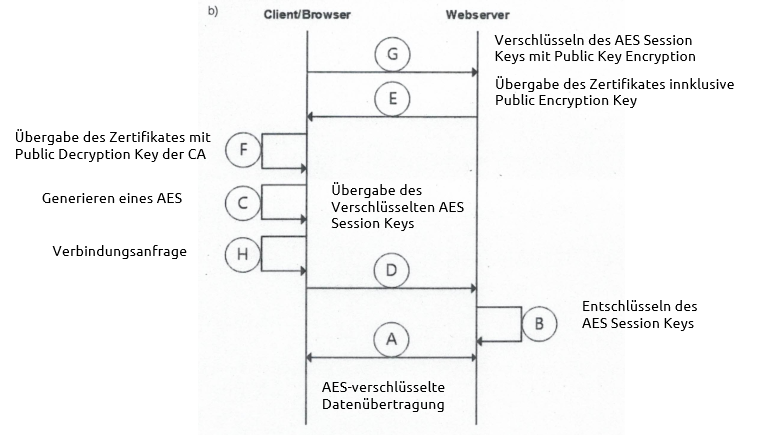 b)
Client/Browser
Webserver
G
Verschlüsseln des AES Session
Keys mit Public Key Encryption
E
Übergabe des Zertifikates innklusive
Public Encryption Key
Übergabe des Zertifikates mit
Public Decryption Key der CA
F
Generieren eines AES
C
Übergabe des
Verschlüsselten AES
Session Keys
Verbindungsanfrage
H
D
Entschlüsseln des
AES Session Keys
B
A
AES-verschlüsselte
Datenübertragung